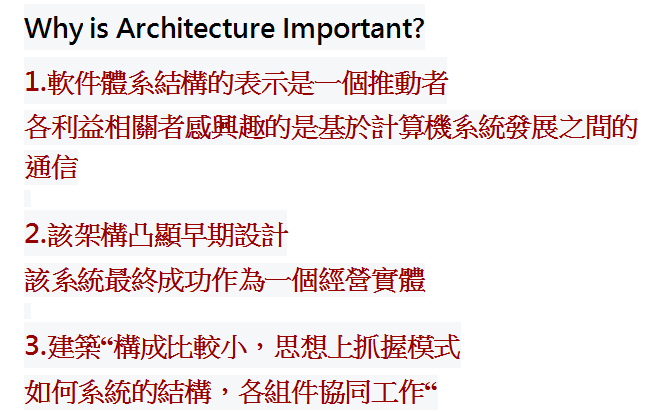 Why is Architecture Important?
1.軟件體系結構的表示是一個推動者
各利益相關者感興趣的是基於計算機系統發展之間的
通信
2.該架構凸顯早期設計
該系統最終成功作為一個經營實體
3.建築“構成比較小，思想上抓握模式
如何系統的結構，各組件協同工作“